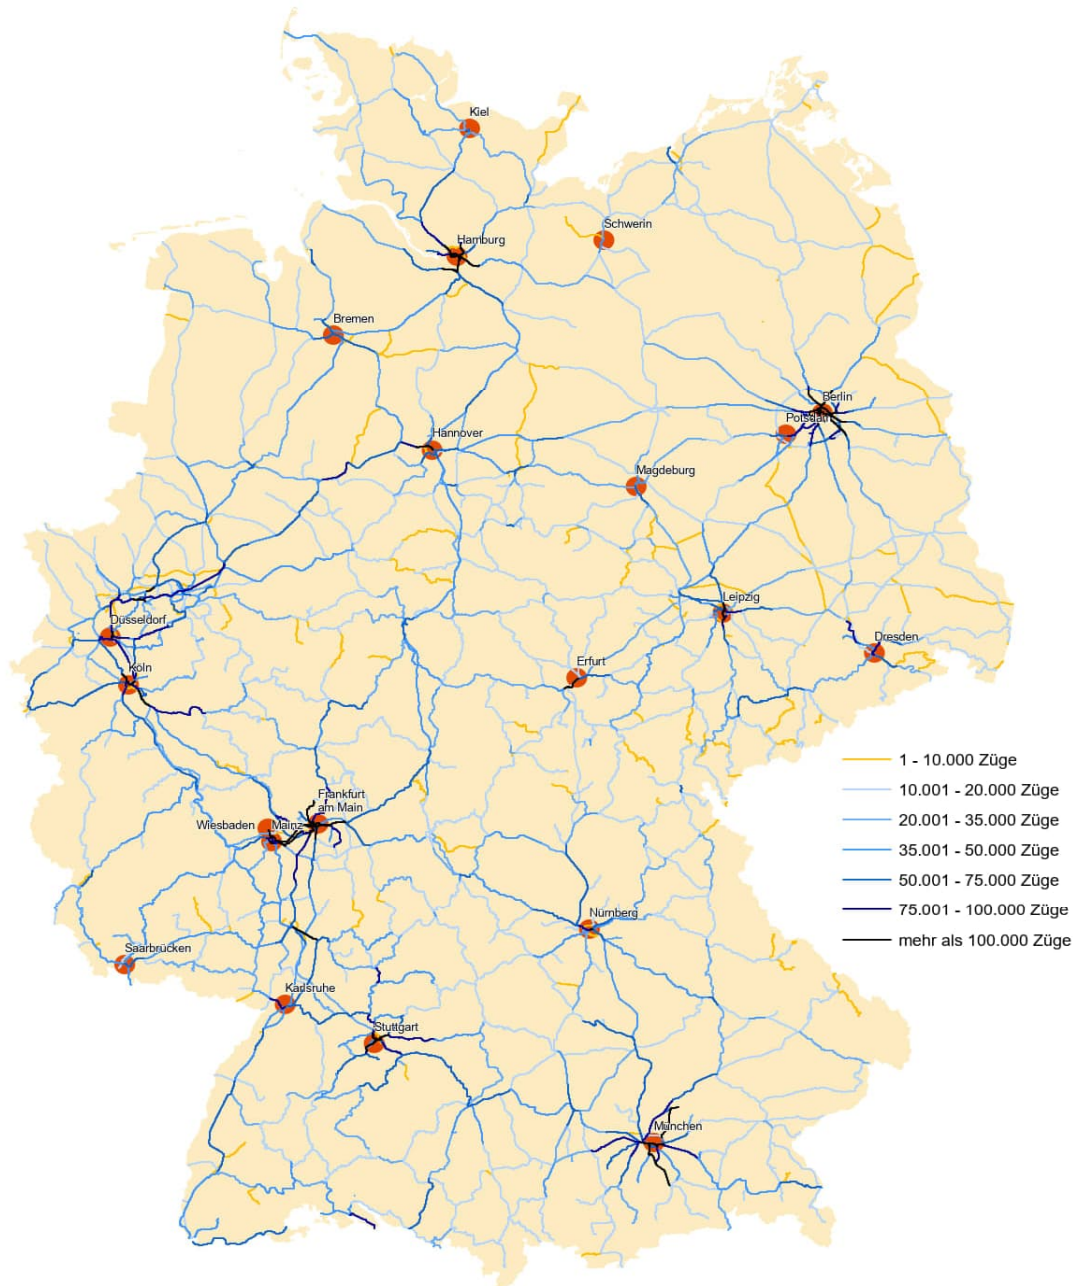 Kiel
Schwerin
Hamburg
Bremen
Berlin
Potsdam
Hannover
Magdeburg
Leipzig
Düsseldorf
Dresden
Erfurt
Köln
1 - 10.000 Züge
10.001 - 20.000 Züge
Frankfurt
am Main
Wiesbaden
Mainz
20.001 - 35.000 Züge
35.001 - 50.000 Züge
50.001 - 75.000 Züge
75.001 - 100.000 Züge
Nürnberg
mehr als 100.000 Züge
Saarbrücken
Karlsruhe
Stuttgart
München